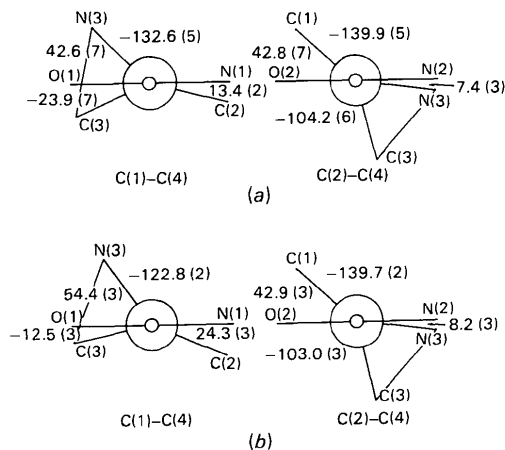 N(3)
-132.6 (5)
42.6 (7)
O(1)
N(1)
13.4 (2)
-23.9 (7)
C(3)
C(2)
C(1)–C(4)
C(1)
-139.9 (5)
42.8 (7)
O(2)
N(2)
7.4 (3)
N(3)
-104.2 (6)
C(3)
C(2)–C(4)
(a)
N(3)
-122.8 (2)
54.4 (3)
O(1)
N(1)
-12.5 (3)
24.3 (3)
C(3)
C(2)
C(1)–C(4)
C(1)
-139.7 (2)
42.9 (3)
O(2)
N(2)
8.2 (3)
N(3)
-103.0 (3)
C(3)
C(2)–C(4)
(b)